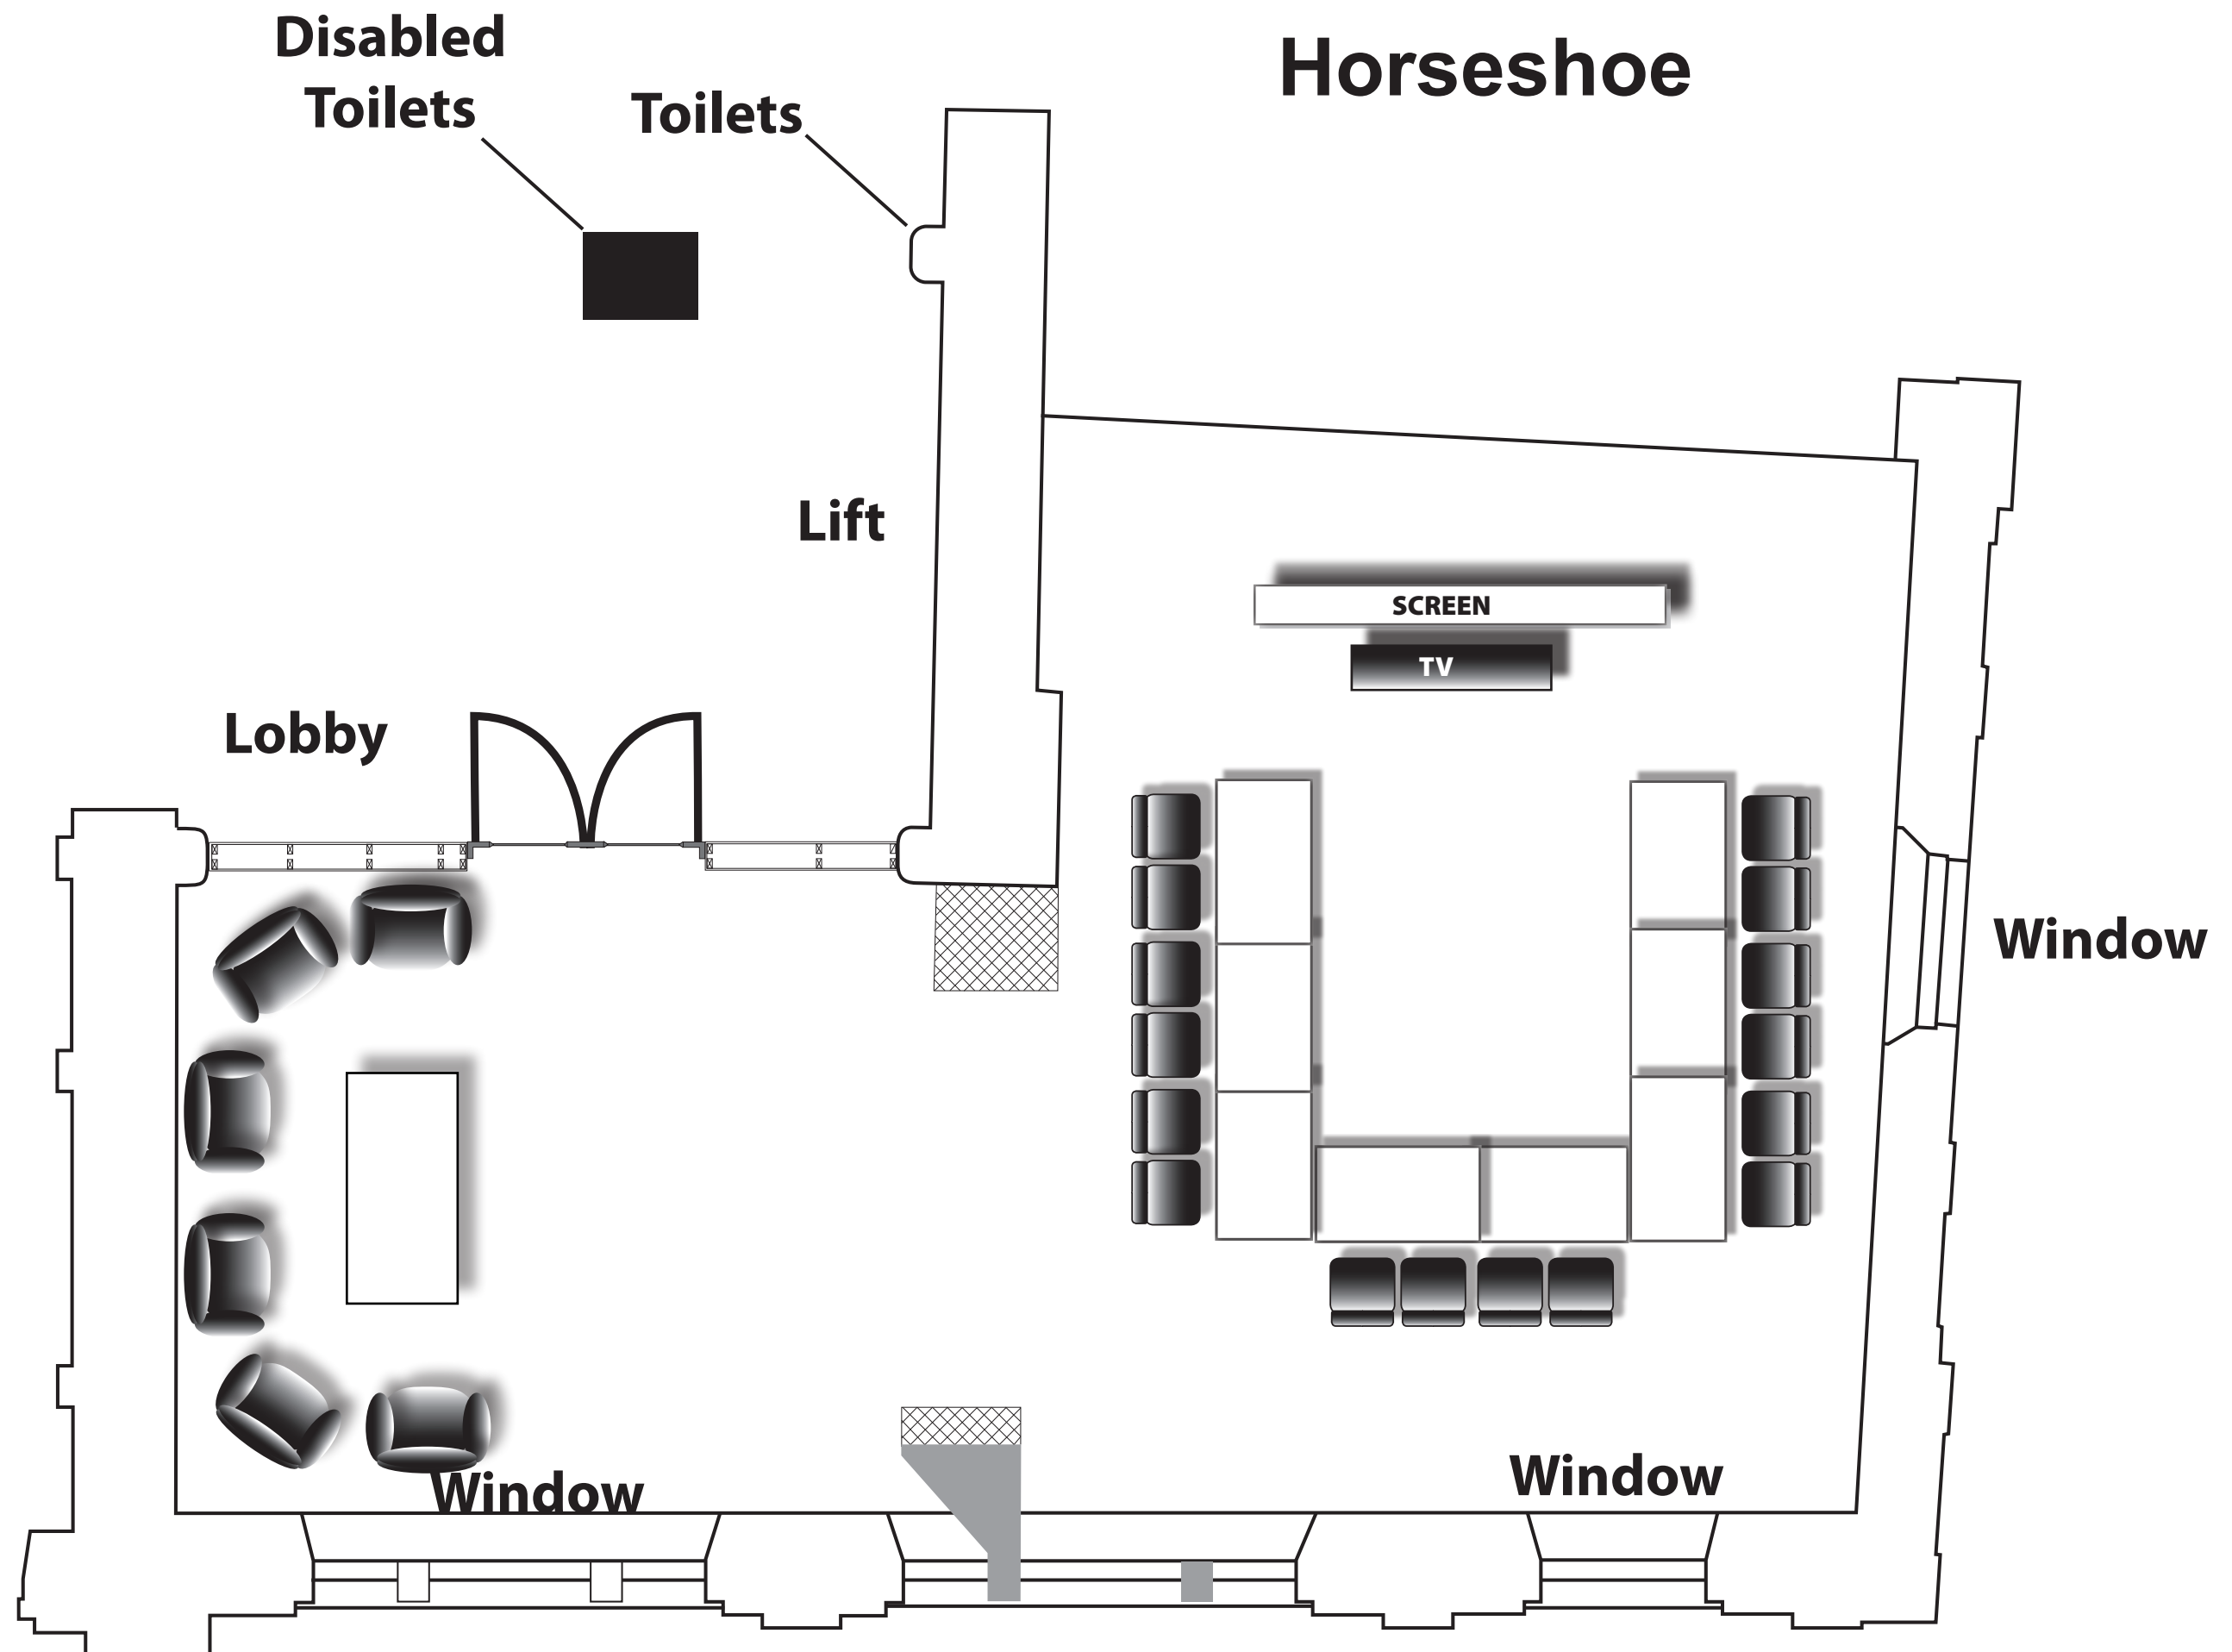 Disabled
Toilets
Toilets
Horseshoe
Lift
SCREEN
TV
Lobby
Window
Window
Window